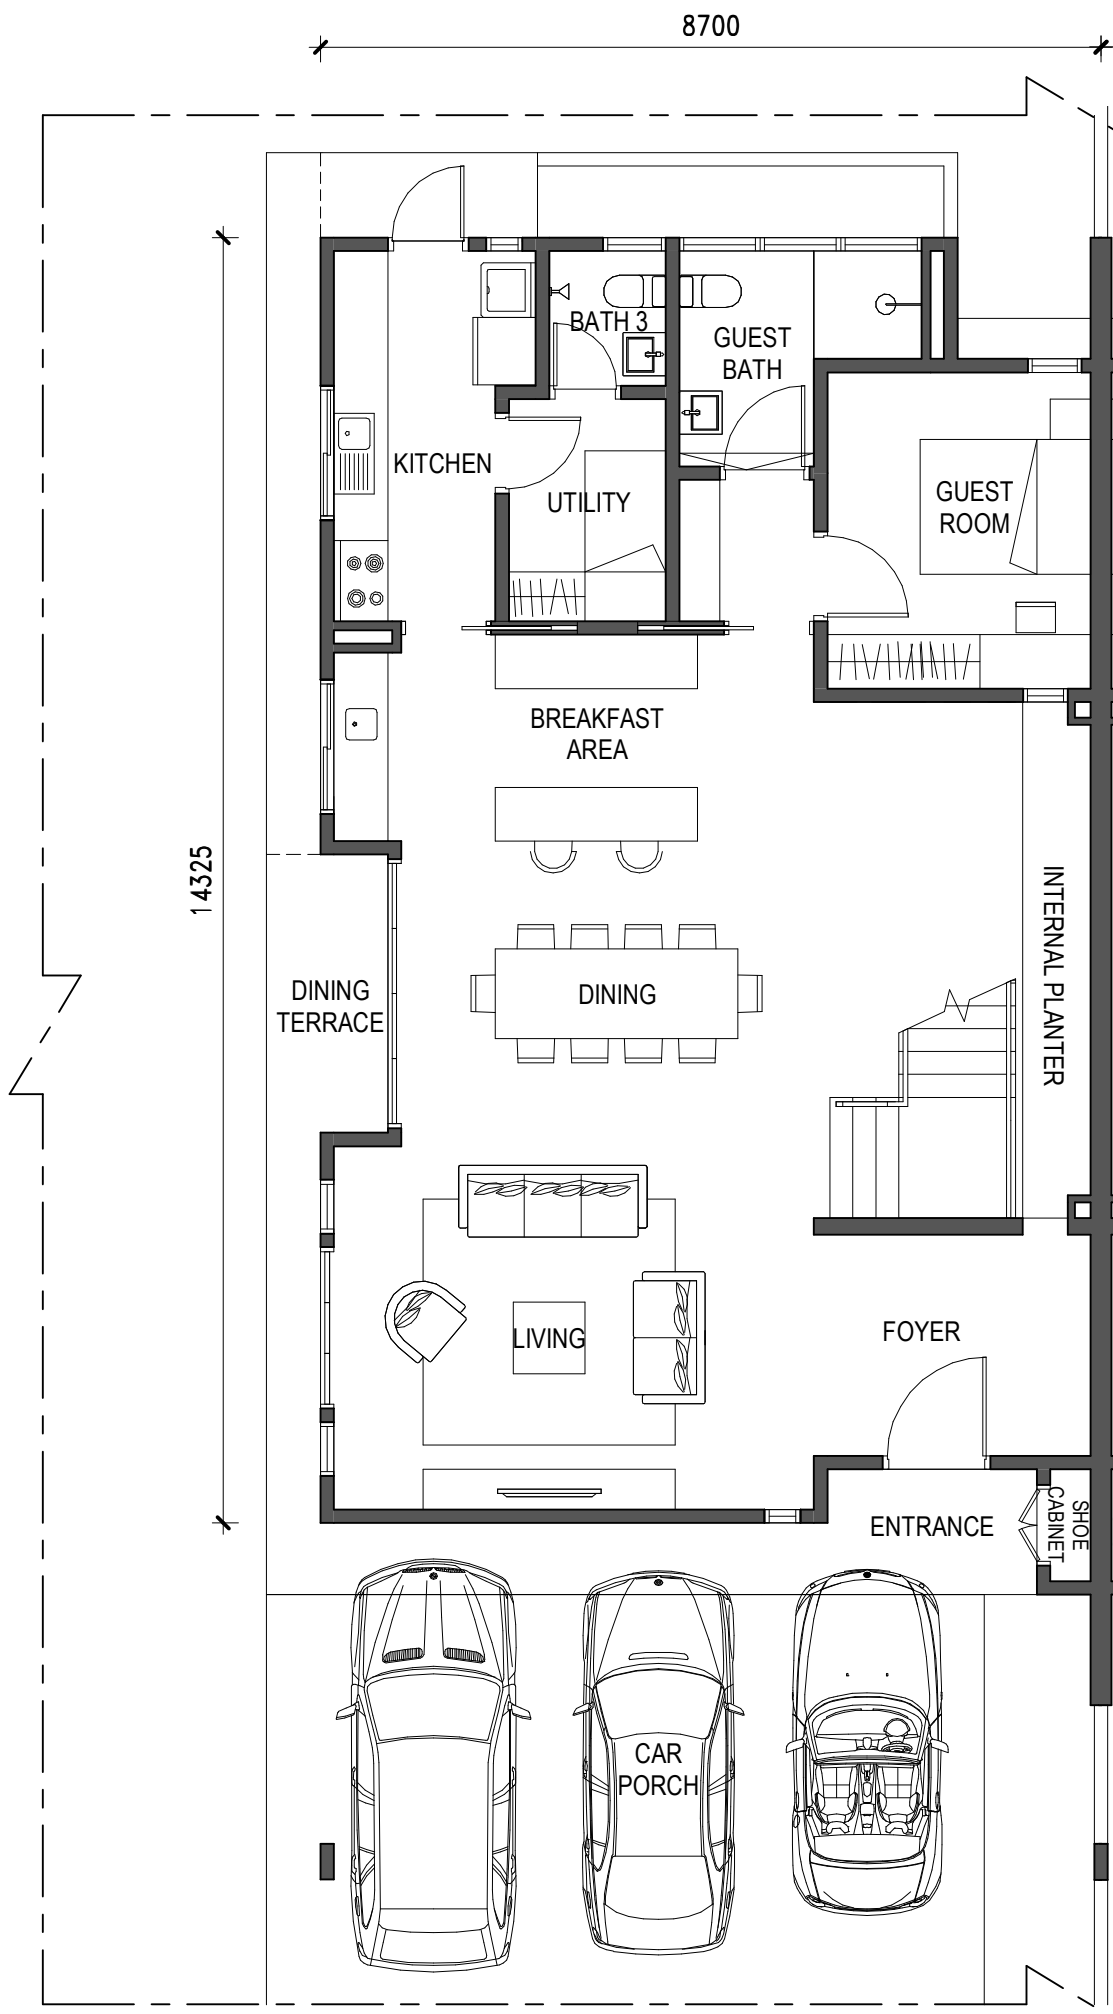 8700
BATH 3
GUEST
BATH
KITCHEN
UTILITY
GUEST
ROOM
BREAKFAST
AREA
14325
INTERNAL PLANTER
DINING
TERRACE
DINING
LIVING
FOYER
ENTRANCE
SHOE
CABINET
CAR
PORCH